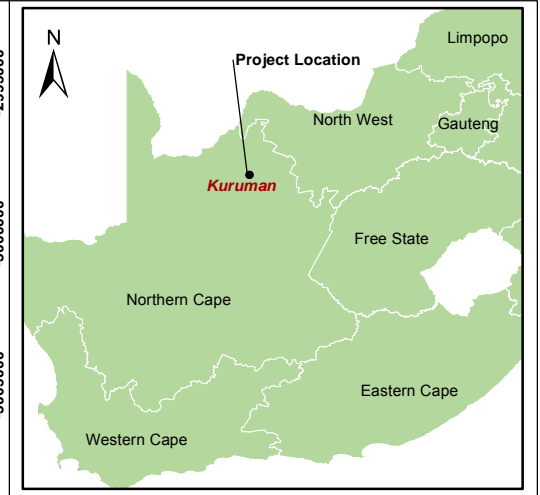 N
Limpopo
Project Location
North West
Gauteng
Kuruman
Free State
Northern Cape
Eastern Cape
Western Cape